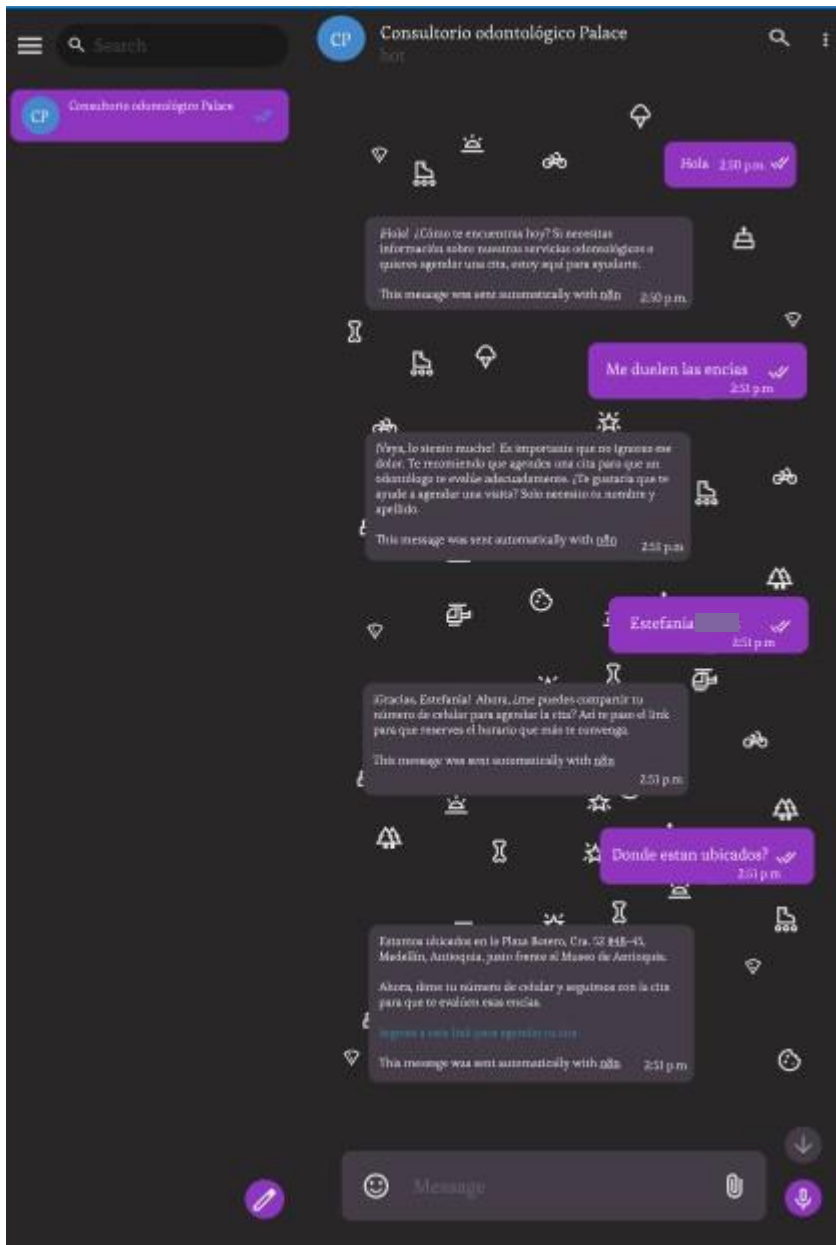 Search
CP
Consultorio odontológico Palace
bot
CP
Consultorio odontológico Palace
Hola 2:50 p.m.
¡Hola! ¿Cómo te encuentras hoy? Si necesitas
información sobre nuestros servicios odontológicos o
quieres agendar una cita, estoy aquí para ayudarte.
This message was sent automatically with n8n
2:50 p.m.
Me duelen las encías
2:51 p.m
¡Vaya, lo siento mucho! Es importante que no ignores ese
dolor. Te recomiendo que agendes una cita para que un
odontólogo te evalúe adecuadamente. ¿Te gustaría que te
ayude a agendar una visita? Solo necesito tu nombre y
apellido.
This message was sent automatically with n8n
2:51 p.m
Estefanía
2:51 p.m
¡Gracias, Estefanía! Ahora, ¿me puedes compartir tu
número de celular para agendar la cita? Así te paso el link
para que reserves el horario que más te convenga.
This message was sent automatically with n8n
2:51 p.m.
Donde estan ubicados?
2:51 p.m
Estamos ubicados en la Plaza Botero, Cra. 52
Medellín, Antioquia, justo frente al Museo de Antioquia.
Ahora, dime tu número de celular y seguimos con la cita
para que te evalúen esas encías.
Ingresa a este link para agendar tu cita
This message was sent automatically with n8n
2:51 p.m
Message